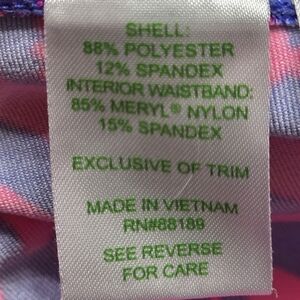 SHELL:
88% POLYESTER
12% SPANDEX
INTERIOR WAISTBAND:
85% MERYL® NYLON
15% SPANDEX
EXCLUSIVE OF TRIM
MADE IN VIETNAM
RN#88189
SEE REVERSE
FOR CARE